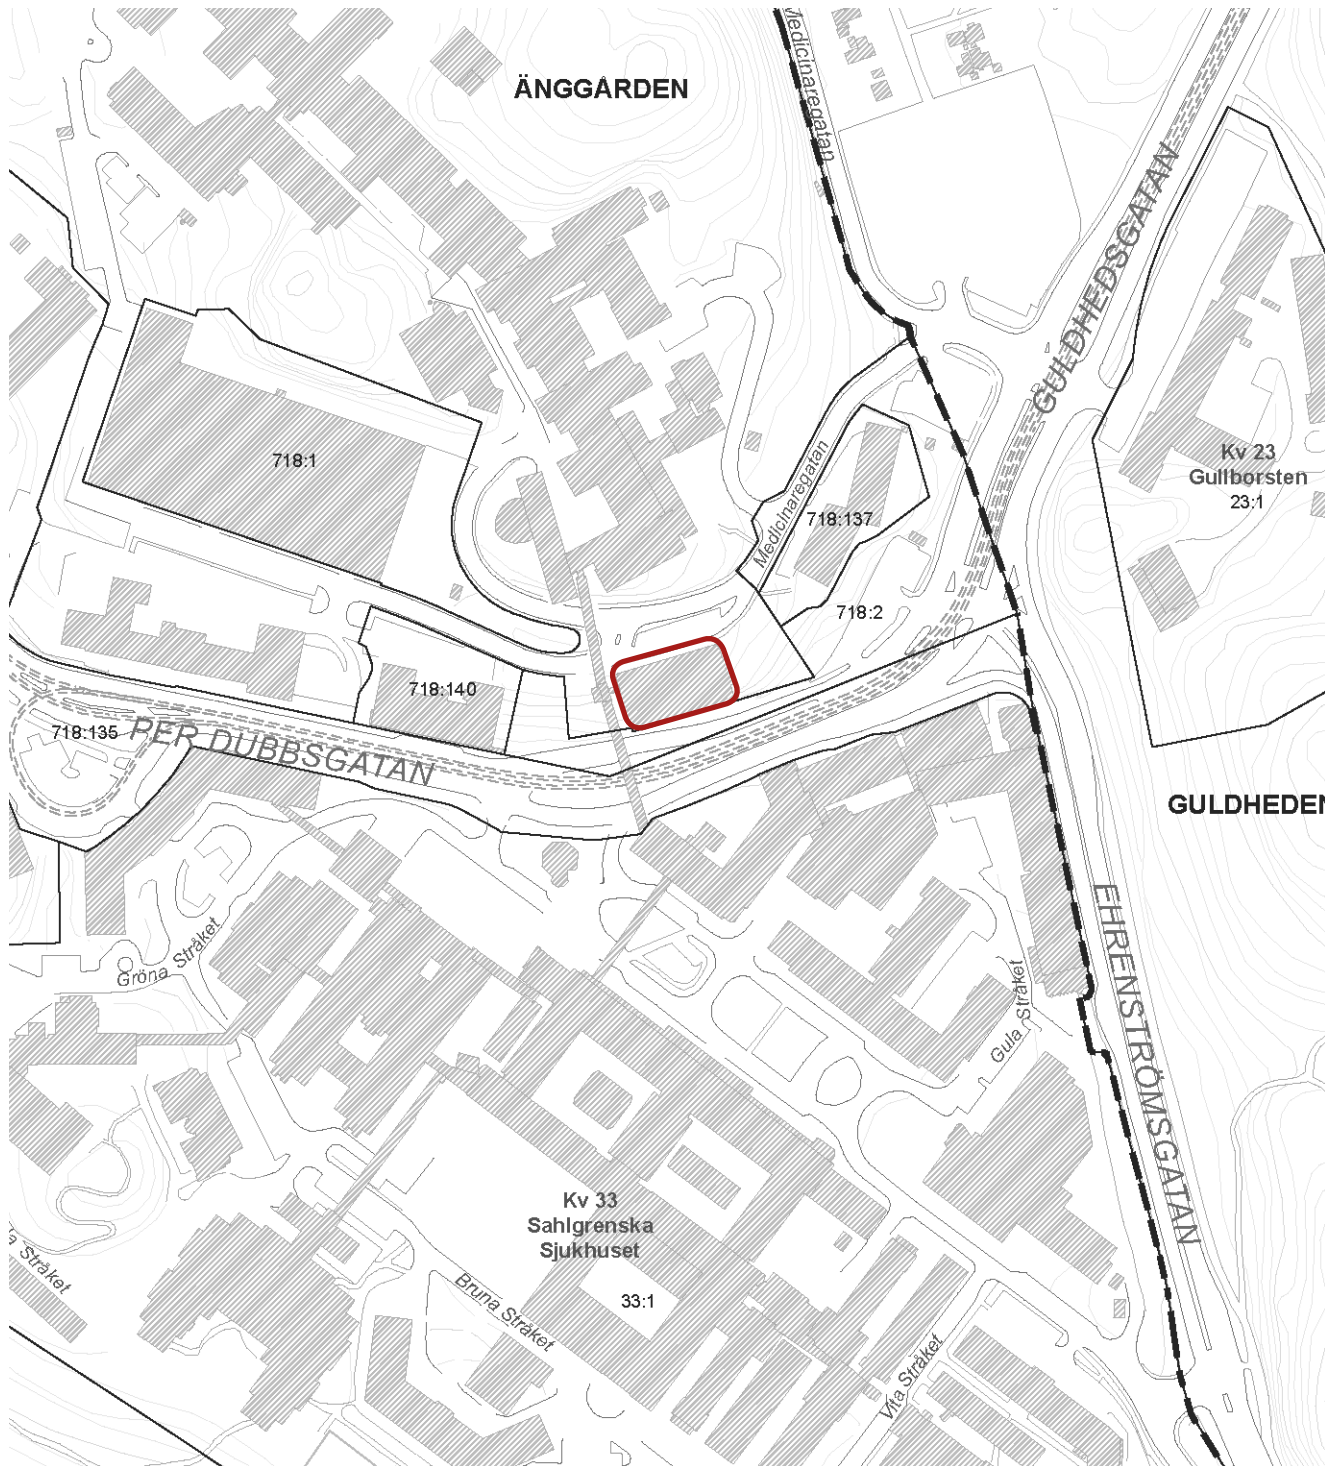 Medicinaregatan
ÄNGGÅRDEN
Medicinaregatan
GULDHEDSGATAN
718:1
Kv 23
Gullborsten
23:1
Medicinaregatan
718:137
718:2
718:140
718:135
PER DUBBSGATAN
GULDHEDEN
EHRENSTRÖMSGATAN
Gröna Stråket
Gula Stråket
Kv 33
Sahlgrenska
Sjukhuset
33:1
Stråket
Bruna Stråket
Vita Stråket